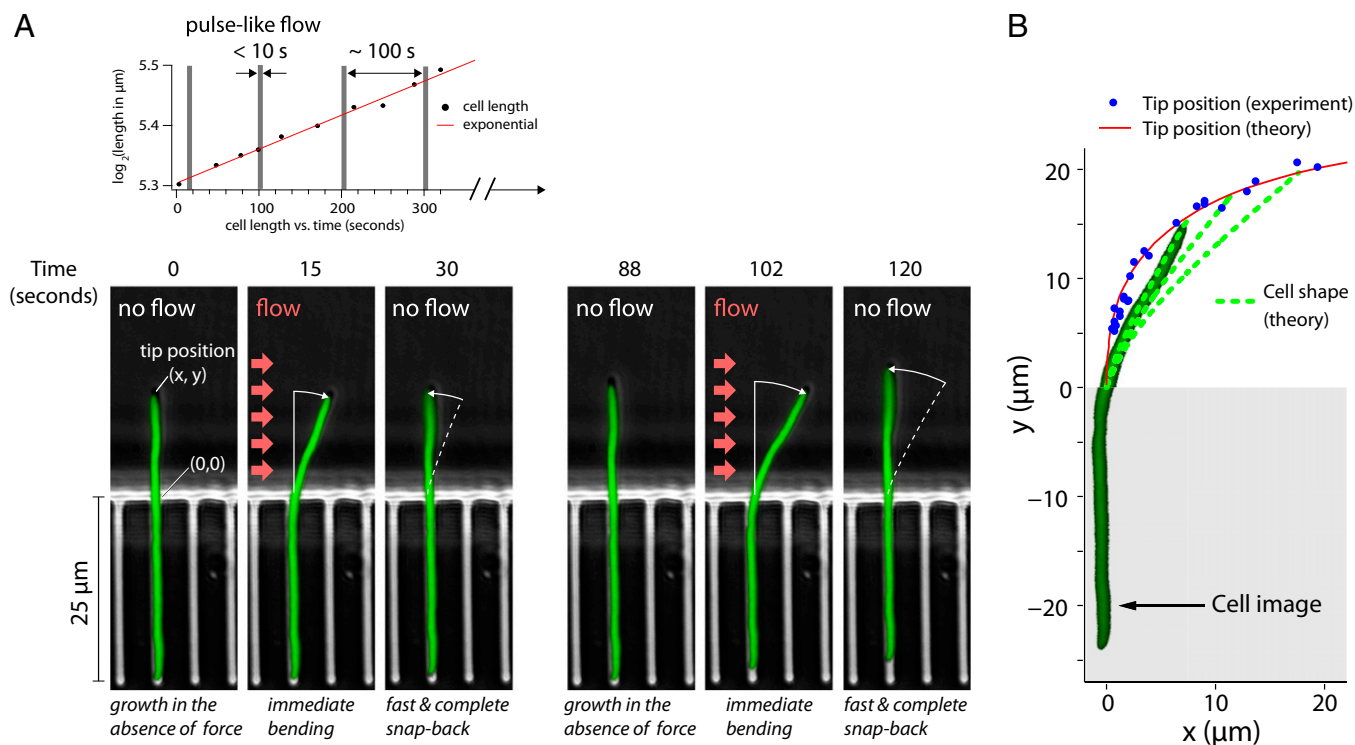 A
pulse-like flow
< 10 s
~ 100 s
5.5
5.4
5.3
log 2(length in µm)
cell length
exponential
0 100 200 300
cell length vs. time (seconds)
Time
(seconds)
0 15 30 88 102 120
no flow flow no flow no flow flow no flow
tip position
(x, y)
(0,0)
25 µm
growth in the
absence of force
immediate
bending
fast & complete
snap-back
growth in the
absence of force
immediate
bending
fast & complete
snap-back
B
Tip position (experiment)
Tip position (theory)
20
10
0
−10
−20
y (µm)
Cell shape
(theory)
Cell image
0 10 20
x (µm)